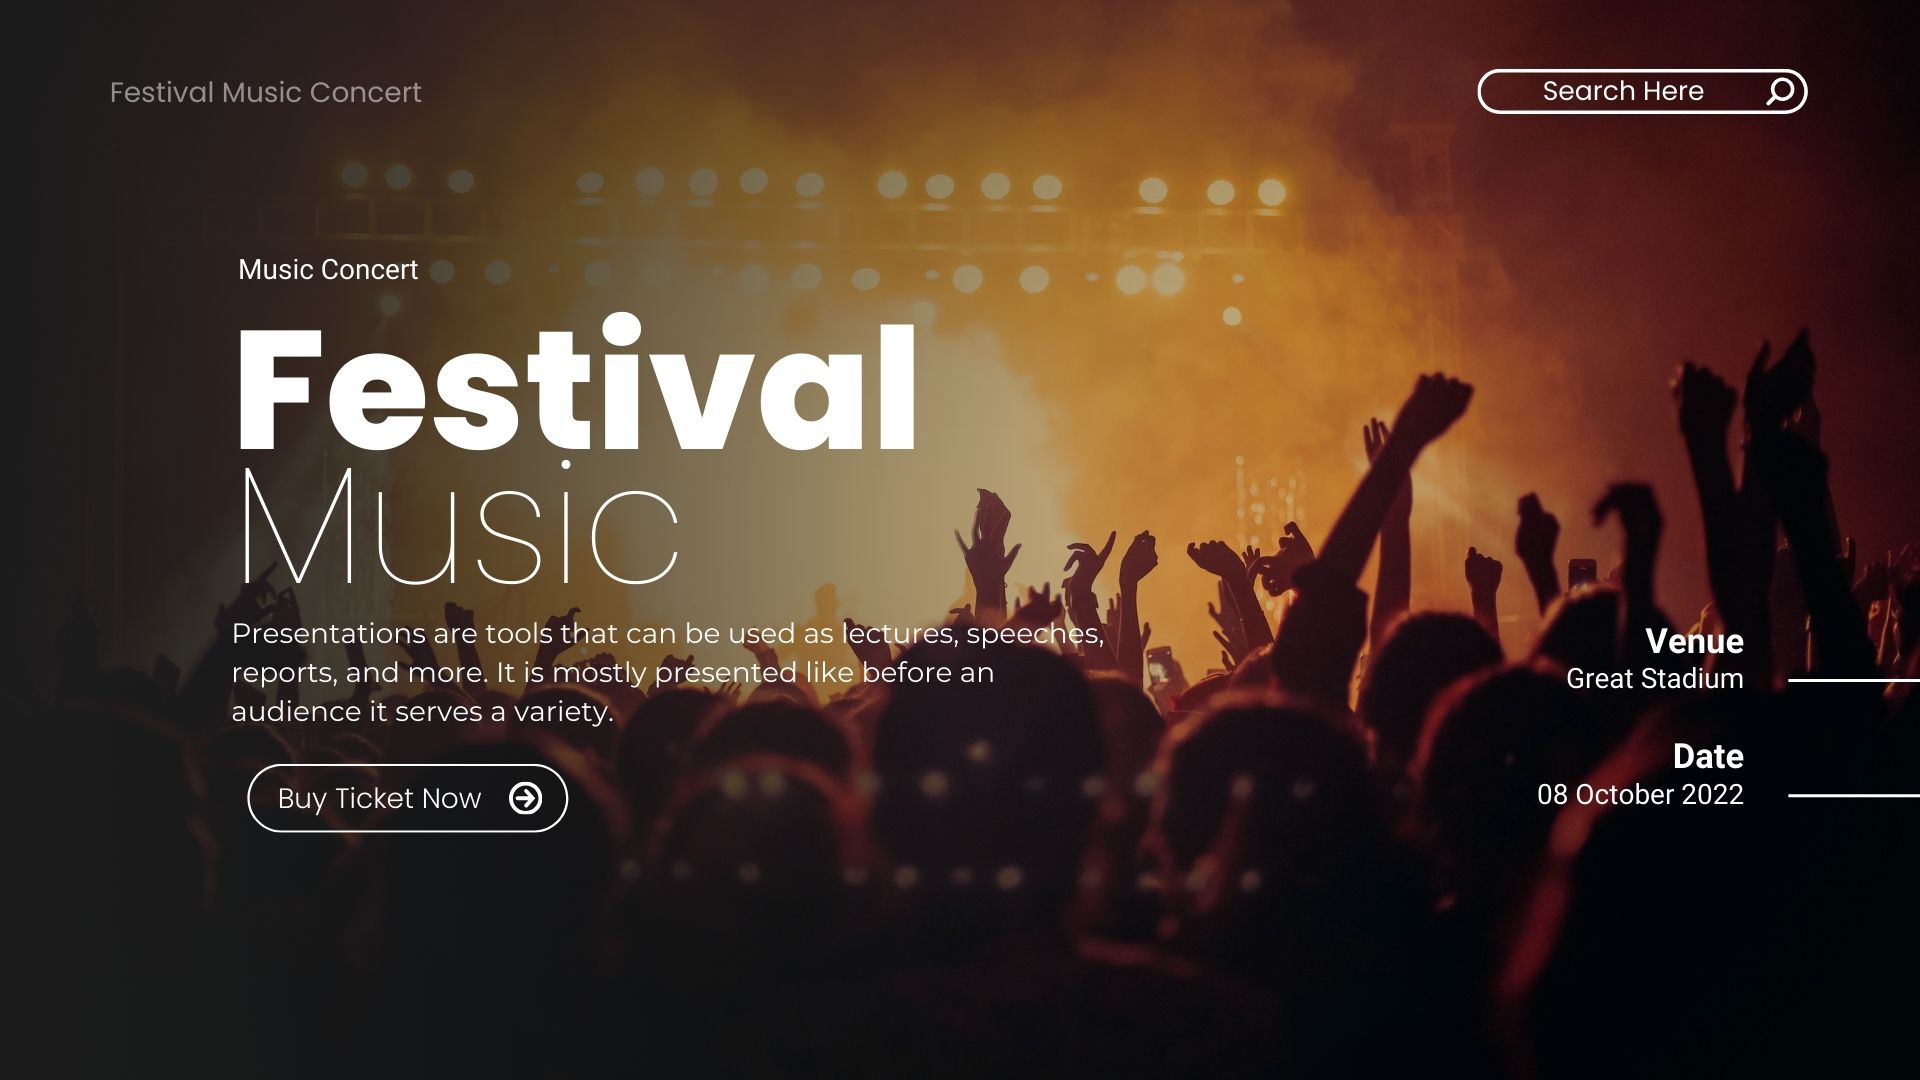 Festival Music Concert
Search Here
Music Concert
Festival
Music
Presentations are tools that can be used as lectures, speeches,
reports, and more. It is mostly presented like before an
audience it serves a variety.
Buy Ticket Now
Venue
Great Stadium
Date
08 October 2022